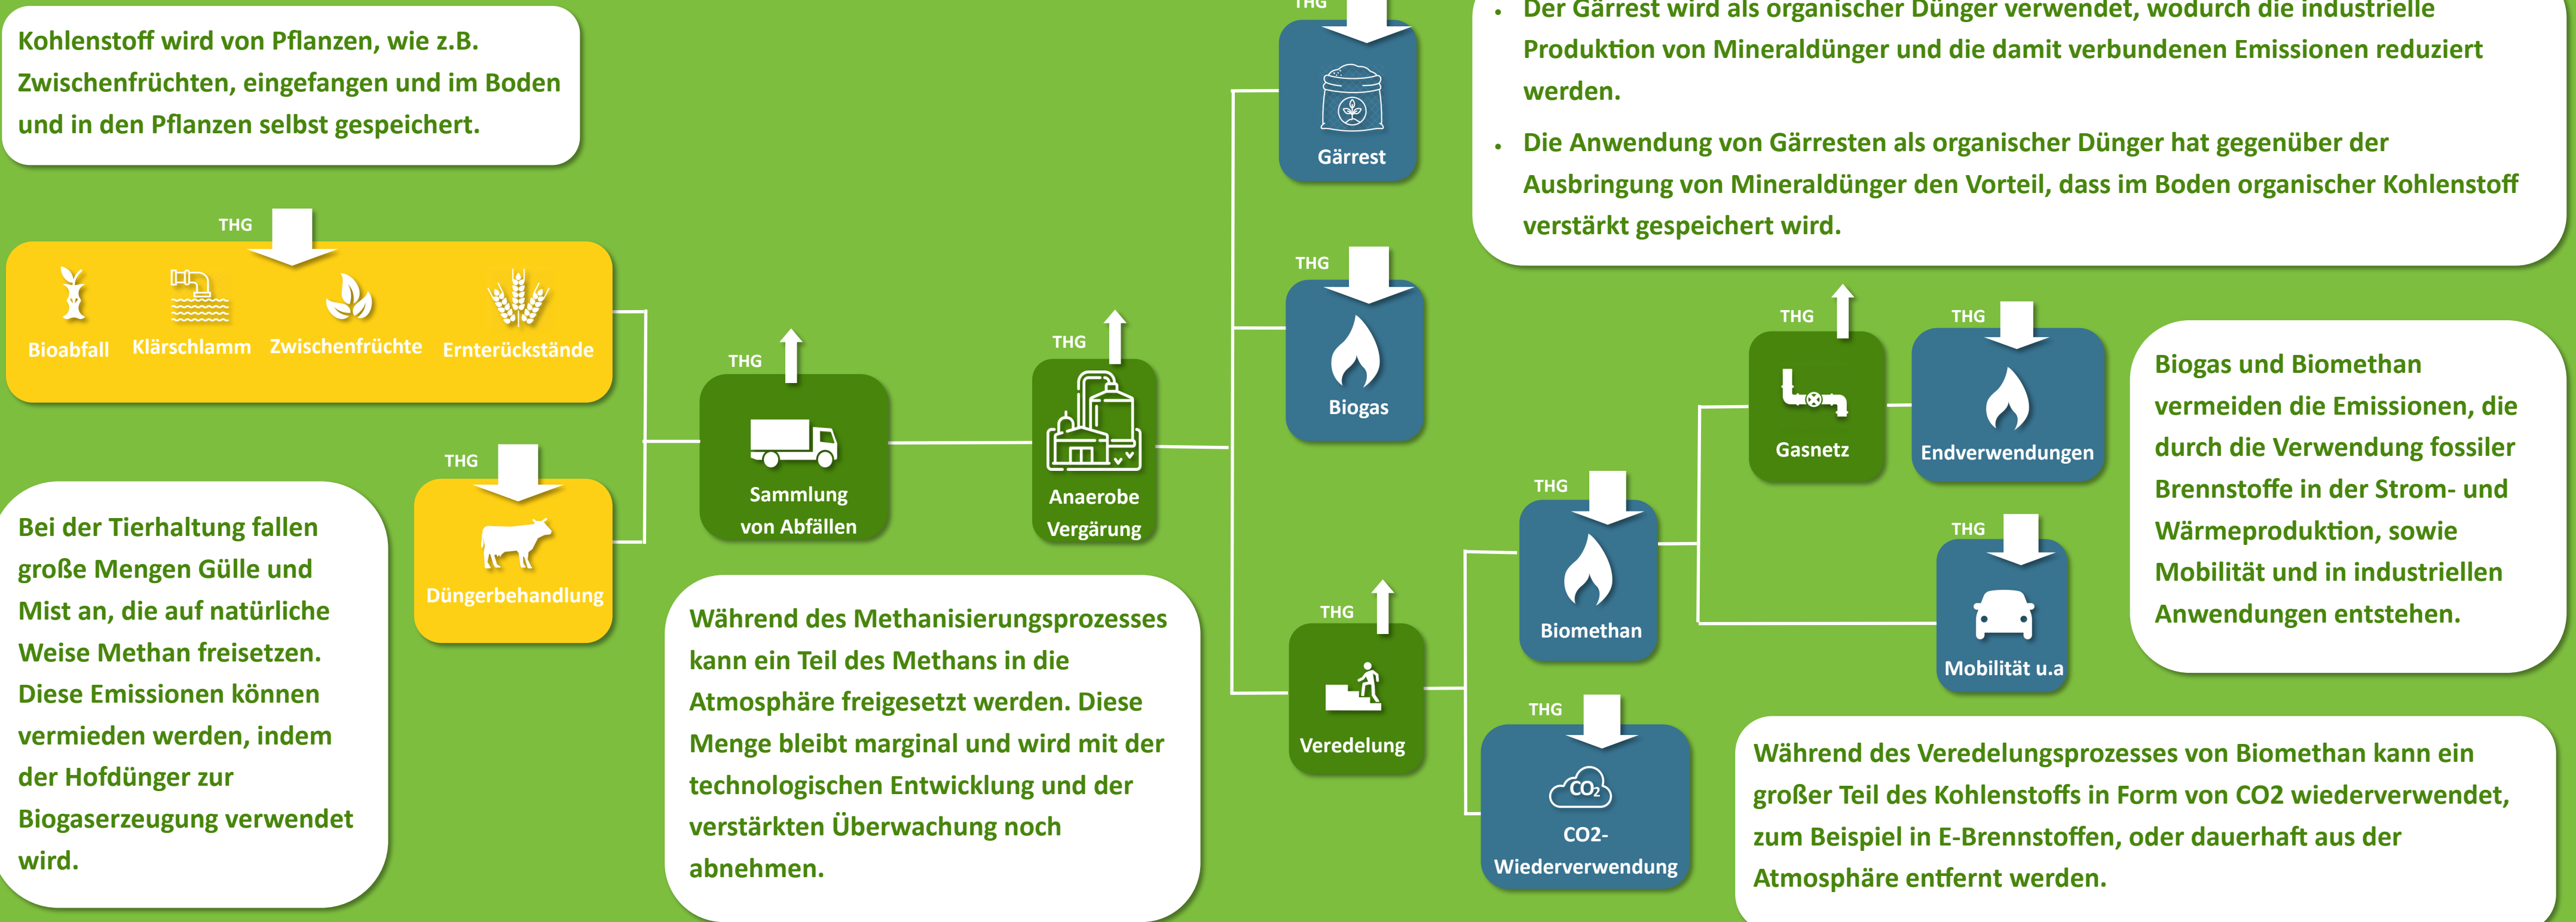 Kohlenstoff wird von Pflanzen, wie z.B.
Zwischenfrüchten, eingefangen und im Boden
und in den Pflanzen selbst gespeichert.
THG
Bioabfall
Klärschlamm
Zwischenfrüchte
Ernterückstände
THG
Düngerbehandlung
Bei der Tierhaltung fallen
große Mengen Gülle und
Mist an, die auf natürliche
Weise Methan freisetzen.
Diese Emissionen können
vermieden werden, indem
der Hofdünger zur
Biogaserzeugung verwendet
wird.
THG
Sammlung
von Abfällen
THG
Anaerobe
Vergärung
Während des Methanisierungsprozesses
kann ein Teil des Methans in die
Atmosphäre freigesetzt werden. Diese
Menge bleibt marginal und wird mit der
technologischen Entwicklung und der
verstärkten Überwachung noch
abnehmen.
THG
Gärrest
• Der Gärrest wird als organischer Dünger verwendet, wodurch die industrielle
Produktion von Mineraldünger und die damit verbundenen Emissionen reduziert
werden.
• Die Anwendung von Gärresten als organischer Dünger hat gegenüber der
Ausbringung von Mineraldünger den Vorteil, dass im Boden organischer Kohlenstoff
verstärkt gespeichert wird.
THG
Biogas
THG
Veredelung
THG
Biomethan
THG
CO2
CO2-
Wiederverwendung
THG
Gasnetz
THG
Endverwendungen
THG
Mobilität u.a
Biogas und Biomethan
vermeiden die Emissionen, die
durch die Verwendung fossiler
Brennstoffe in der Strom- und
Wärmeproduktion, sowie
Mobilität und in industriellen
Anwendungen entstehen.
Während des Veredelungsprozesses von Biomethan kann ein
großer Teil des Kohlenstoffs in Form von CO2 wiederverwendet,
zum Beispiel in E-Brennstoffen, oder dauerhaft aus der
Atmosphäre entfernt werden.